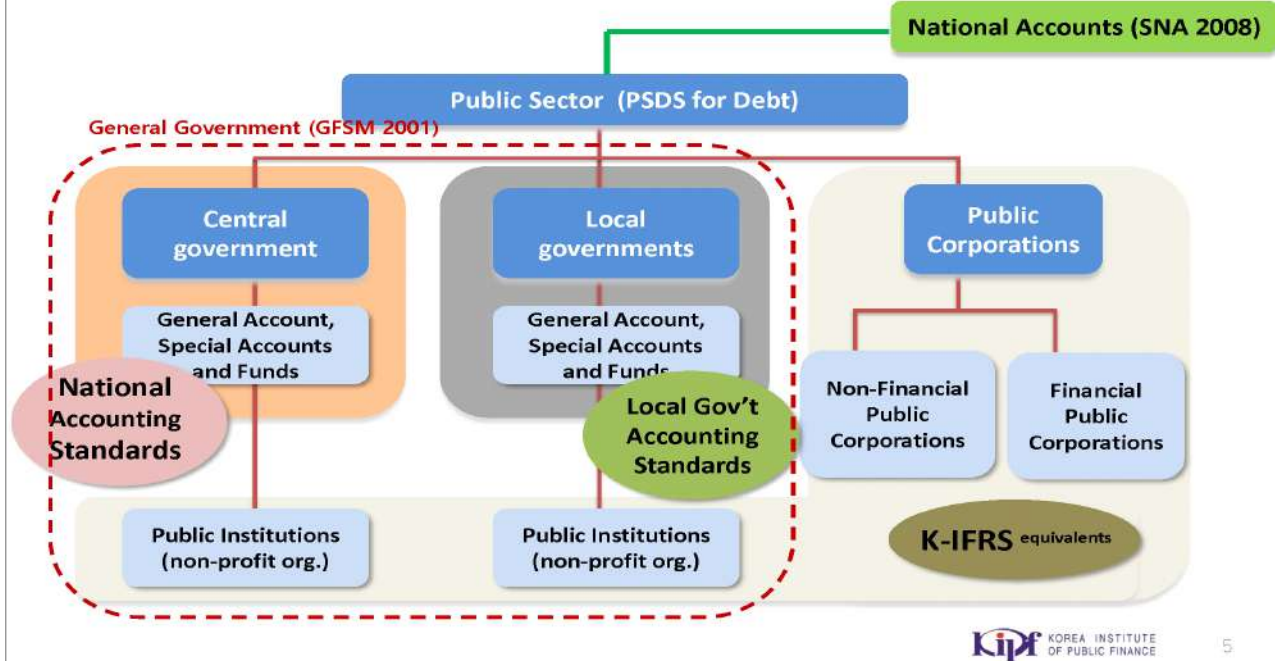 National Accounts (SNA 2008)
Public Sector (PSDS for Debt)
General Government (GFSM 2001)
Central
government
Local
governments
Public
Corporations
General Account,
Special Accounts
and Funds
General Account,
Special Accounts
and Funds
National
Accounting
Standards
Local Gov't
Accounting
Standards
Non-Financial
Public
Corporations
Financial
Public
Corporations
Public Institutions
(non-profit org.)
Public Institutions
(non-profit org.)
K-IFRS equivalents
Kipf KOREA INSTITUTE
OF PUBLIC FINANCE
5